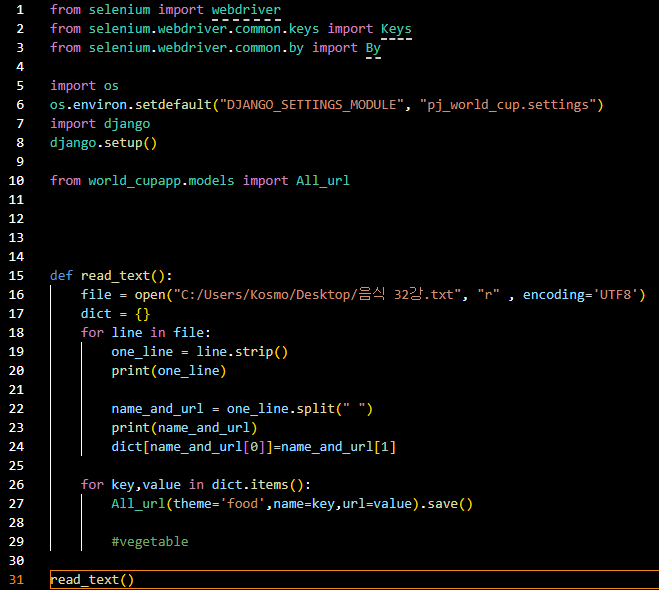 1 from selenium import webdriver
2 from selenium.webdriver.common.keys import Keys
3 from selenium.webdriver.common.by import By
4
5 import os
6 os.environ.setdefault("DJANGO_SETTINGS_MODULE", "pj_world_cup.settings")
7 import django
8 django.setup()
9
10 from world_cupapp.models import All_url
11
12
13
14
15 def read_text():
16     file = open("C:/Users/Kosmo/Desktop/음식 32강.txt", "r" , encoding='UTF8')
17     dict = {}
18     for line in file:
19         one_line = line.strip()
20         print(one_line)
21
22         name_and_url = one_line.split(" ")
23         print(name_and_url)
24         dict[name_and_url[0]]=name_and_url[1]
25
26     for key,value in dict.items():
27         All_url(theme='food',name=key,url=value).save()
28
29         #vegetable
30
31 read_text()